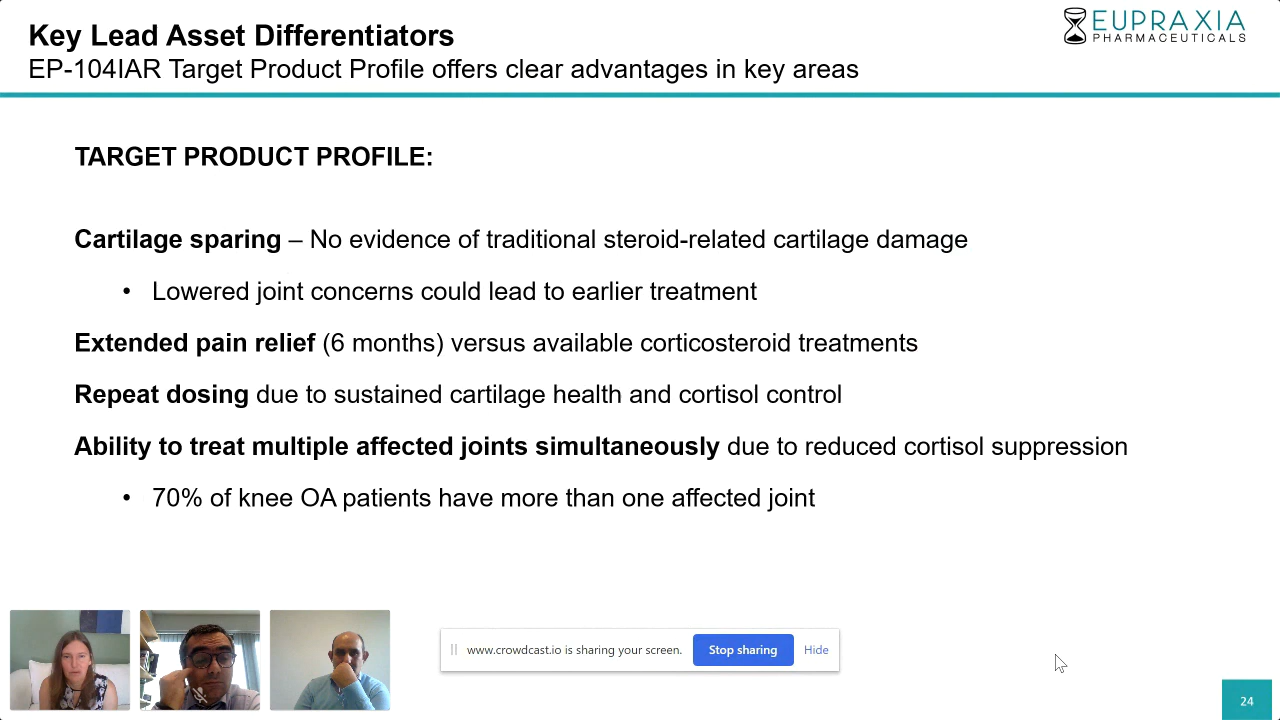 Key Lead Asset Differentiators
EP-104IAR Target Product Profile offers clear advantages in key areas
EUPRAXIA
PHARMACEUTICALS
TARGET PRODUCT PROFILE:
Cartilage sparing – No evidence of traditional steroid-related cartilage damage
• Lowered joint concerns could lead to earlier treatment
Extended pain relief (6 months) versus available corticosteroid treatments
Repeat dosing due to sustained cartilage health and cortisol control
Ability to treat multiple affected joints simultaneously due to reduced cortisol suppression
• 70% of knee OA patients have more than one affected joint
www.crowdcast.io is sharing your screen. Stop sharing Hide
24